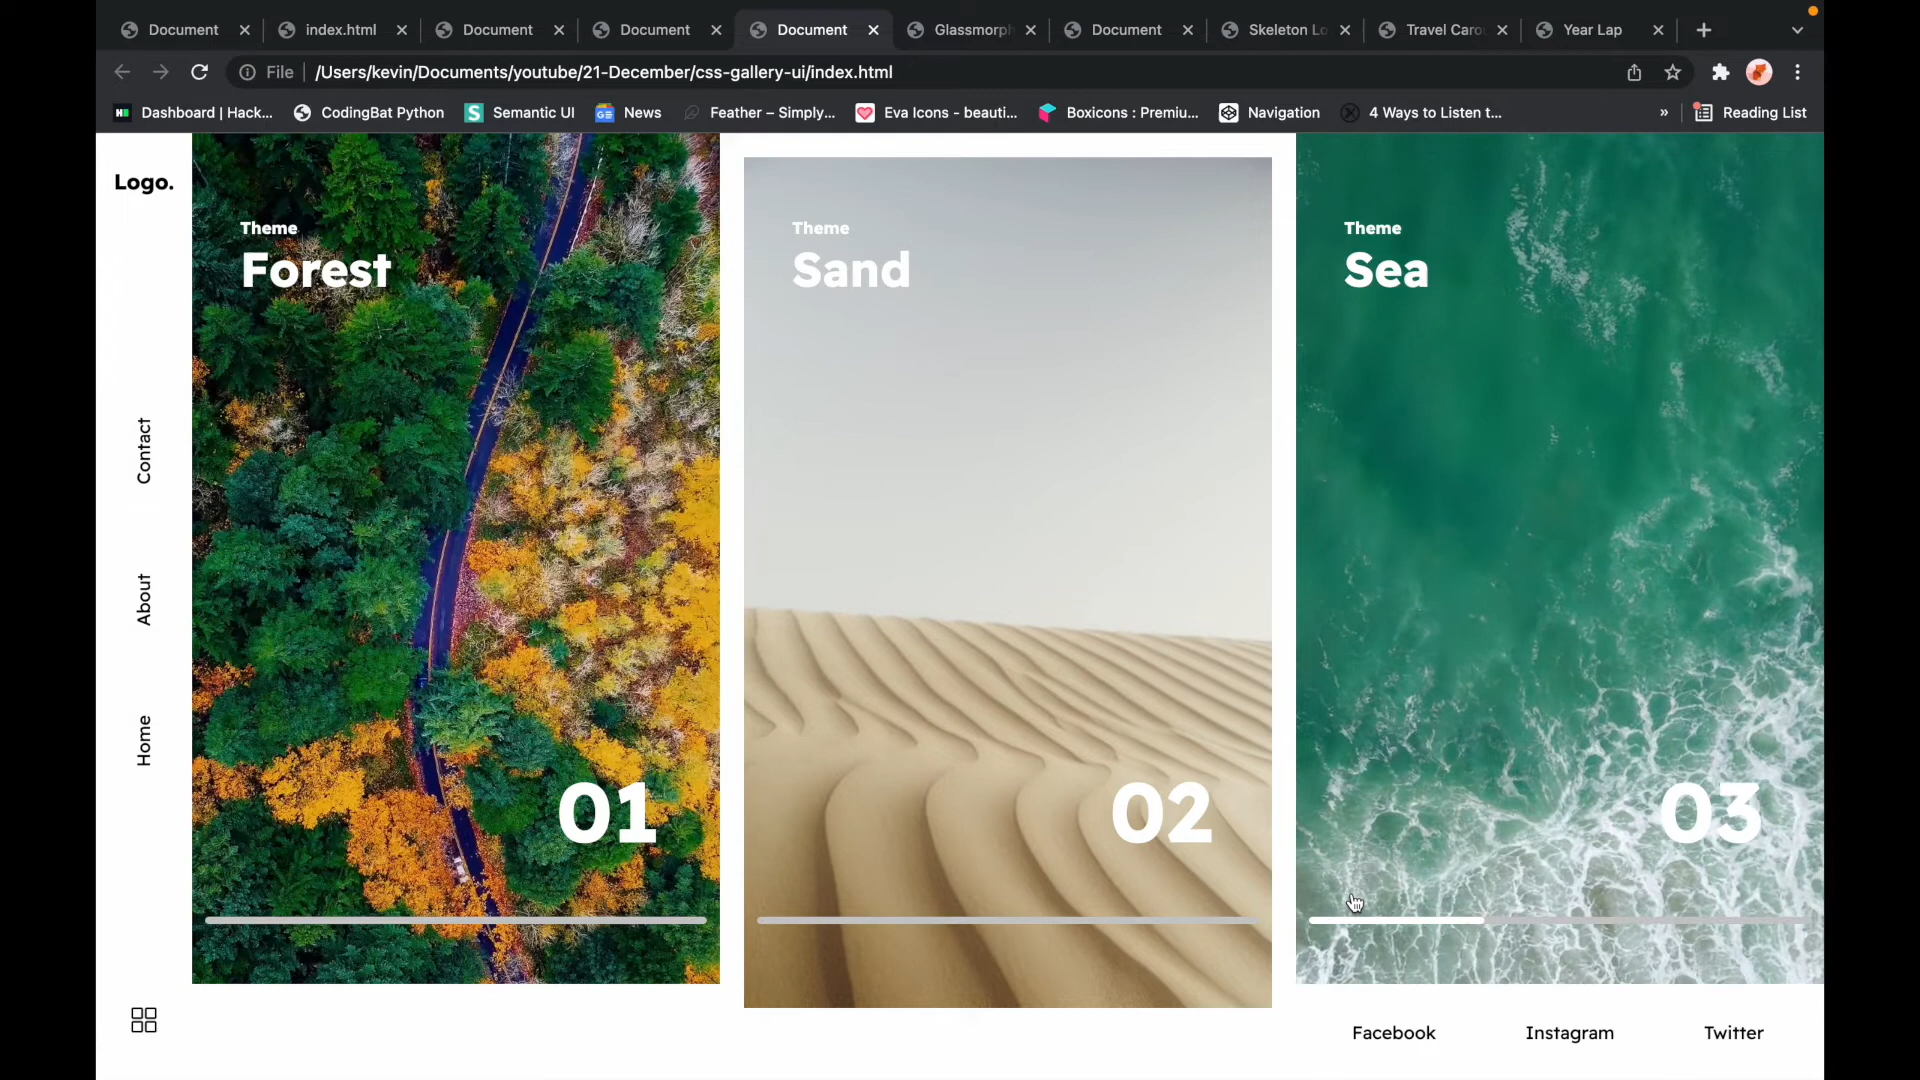 Document
index.html
Document
Document
Document
Glassmorph
Document
Skeleton Lo
Travel Caro
Year Lap
File
/Users/kevin/Documents/youtube/21-December/css-gallery-ui/index.html
Dashboard | Hack...
CodingBat Python
Semantic UI
News
Feather – Simply...
Eva Icons - beauti...
Boxicons : Premiu...
Navigation
4 Ways to Listen t...
»
Reading List
Logo.
Contact
About
Home
Theme
Forest
01
Theme
Sand
02
Theme
Sea
03
Facebook
Instagram
Twitter